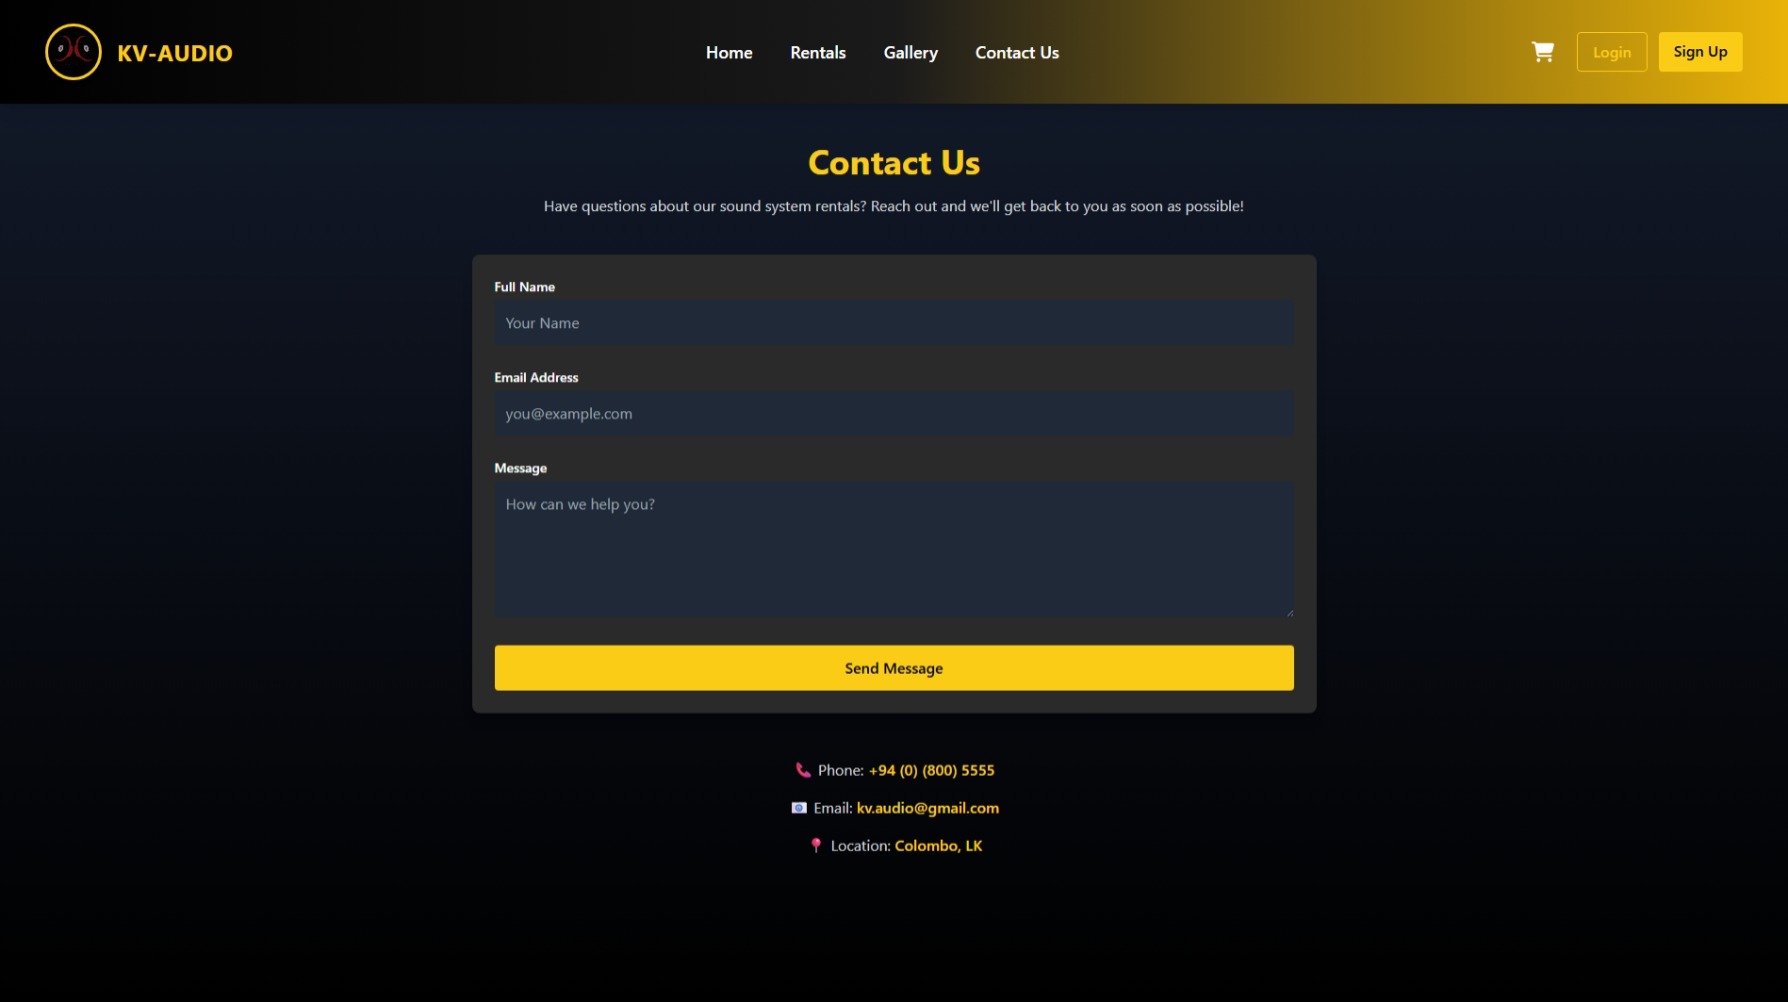 KV-AUDIO
Home
Rentals
Gallery
Contact Us
Login
Sign Up
Contact Us
Have questions about our sound system rentals? Reach out and we'll get back to you as soon as possible!
Full Name
Your Name
Email Address
you@example.com
Message
How can we help you?
Send Message
Phone: +94 (0) (800) 5555
Email: kv.audio@gmail.com
Location: Colombo, LK